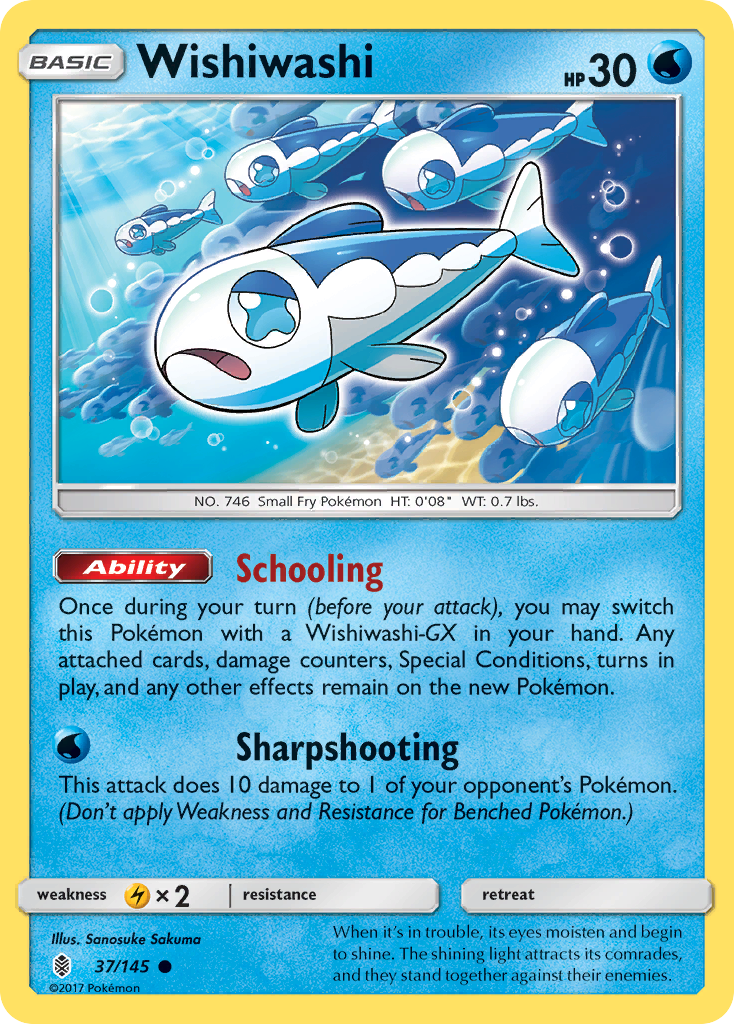 BASIC
Wishiwashi
HP30
NO. 746 Small Fry Pokémon HT: 0'08" WT: 0.7 lbs.
Ability Schooling
Once during your turn (before your attack), you may switch
this Pokémon with a Wishiwashi-GX in your hand. Any
attached cards, damage counters, Special Conditions, turns in
play, and any other effects remain on the new Pokémon.
Sharpshooting
This attack does 10 damage to 1 of your opponent's Pokémon.
(Don't apply Weakness and Resistance for Benched Pokémon.)
weakness × 2 resistance retreat
Illus. Sanosuke Sakuma
37/145
©2017 Pokémon
When it's in trouble, its eyes moisten and begin
to shine. The shining light attracts its comrades,
and they stand together against their enemies.